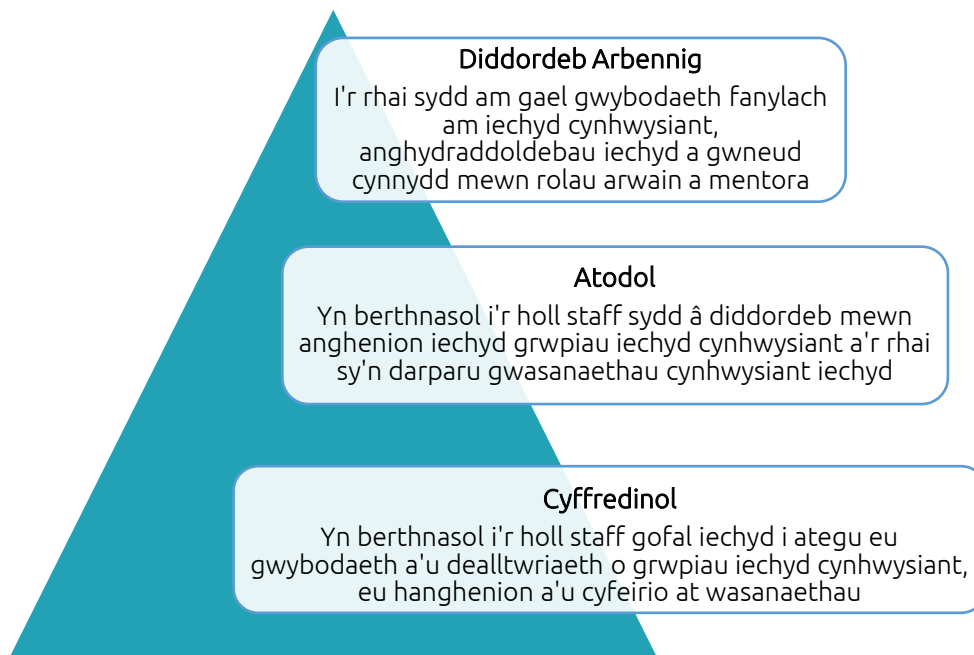 Diddordeb Arbennig
I'r rhai sydd am gael gwybodaeth fanylach
am iechyd cynhwysiant,
anghydraddoldebau iechyd a gwneud
cynnydd mewn rolau arwain a mentora
Atodol
Yn berthnasol i'r holl staff sydd â diddordeb mewn
anghenion iechyd grwpiau iechyd cynhwysiant a'r rhai
sy'n darparu gwasanaethau cynhwysiant iechyd
Cyffredinol
Yn berthnasol i'r holl staff gofal iechyd i ategu eu
gwybodaeth a'u dealltwriaeth o grwpiau iechyd cynhwysiant,
eu hanghenion a'u cyfeirio at wasanaethau